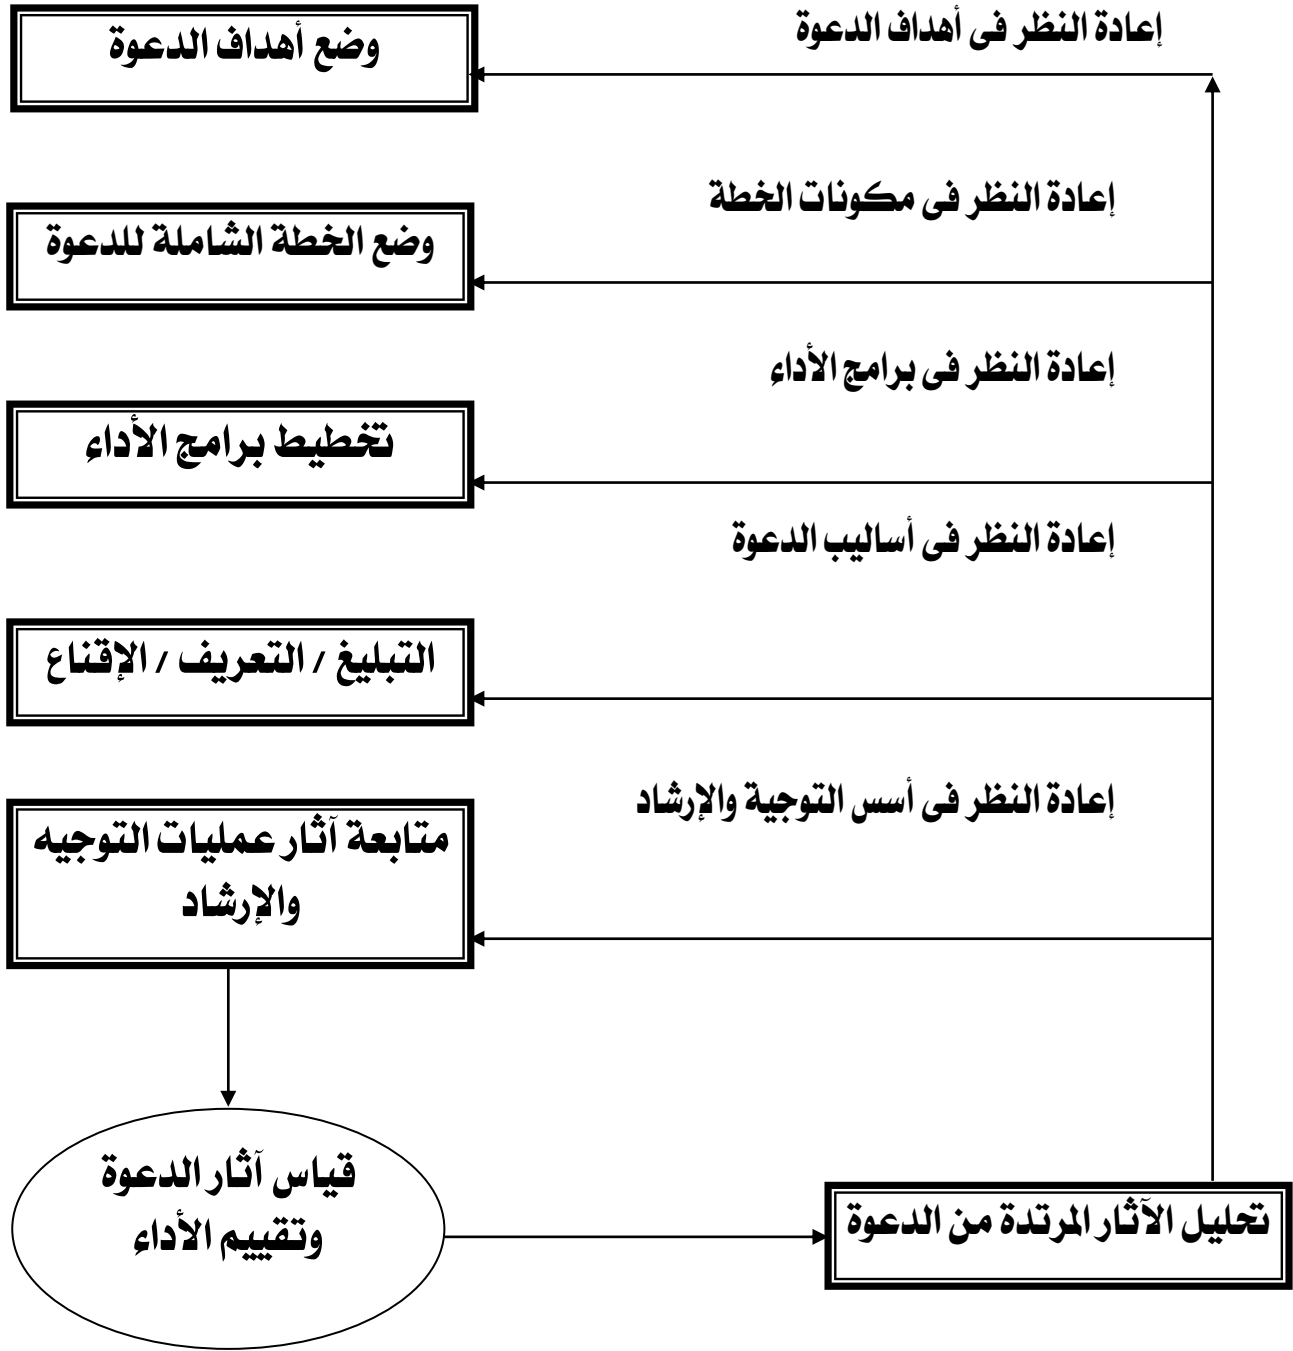 إعادة النظر فى أهداف الدعوة
وضع أهداف الدعوة
إعادة النظر فى مكونات الخطة
وضع الخطة الشاملة للدعوة
إعادة النظر فى برامج الأداء
تخطيط برامج الأداء
إعادة النظر فى أساليب الدعوة
التبليغ / التعريف / الإقناع
إعادة النظر فى أسس التوجية والإرشاد
متابعة آثار عمليات التوجيه
والإرشاد
قياس آثار الدعوة
وتقييم الأداء
تحليل الآثار المرتدة من الدعوة